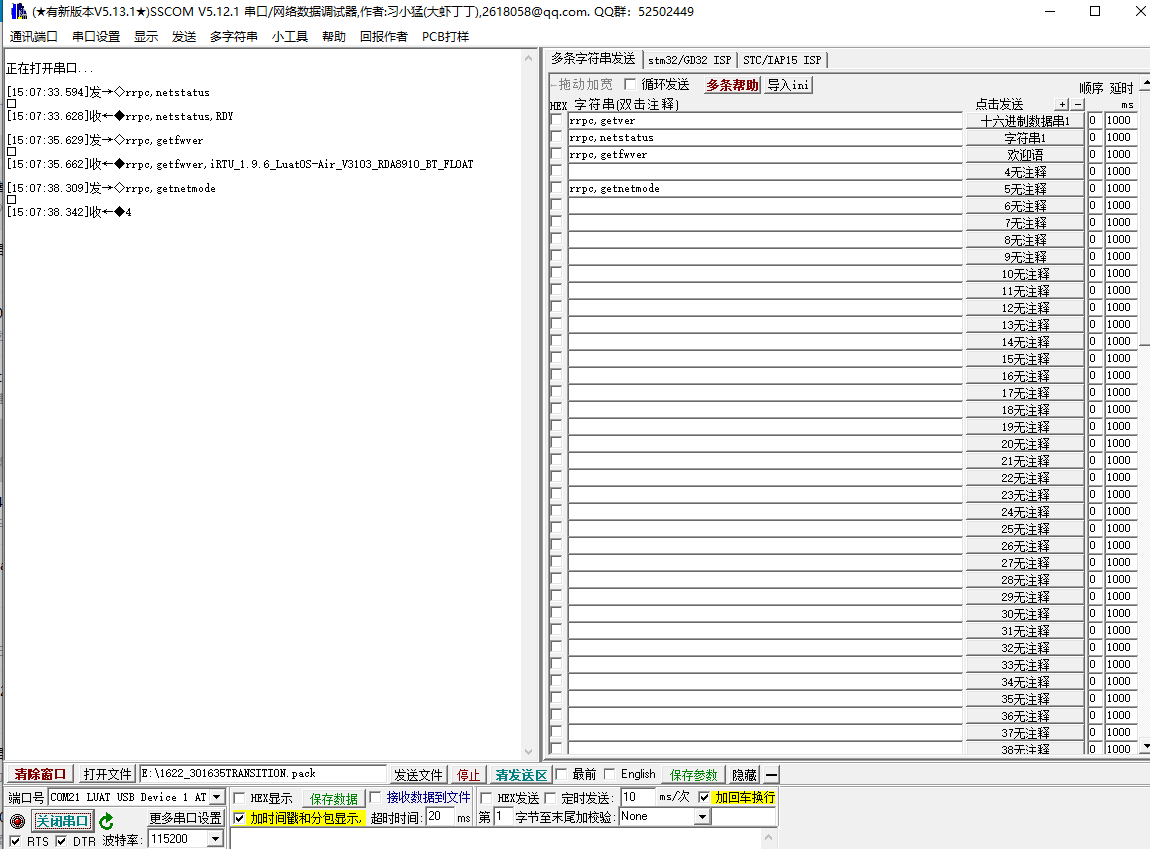 (★有新版本V5.13.1★)SSCOM V5.12.1 串口/网络数据调试器,作者:习小猛(大虾丁丁),2618058@qq.com. QQ群: 52502449
通讯端口 串口设置 显示 发送 多字符串 小工具 帮助 回报作者 PCB打样
正在打开串口...
[15:07:33.594]发→◇rrpc,netstatus
□
[15:07:33.628]收←◆rrpc,netstatus,RDY
[15:07:35.629]发→◇rrpc,getfwver
□
[15:07:35.662]收←◆rrpc,getfwver,iRTU_1.9.6_LuatOS-Air_V3103_RDA8910_BT_FLOAT
[15:07:38.309]发→◇rrpc,getnetmode
□
[15:07:38.342]收←◆4
多条字符串发送 stm32/GD32 ISP STC/IAP15 ISP
←拖动加宽 循环发送 多条帮助 导入ini 顺序 延时
HEX 字符串(双击注释) 点击发送 + − ms
rrpc,getver 十六进制数据串1 0 1000
rrpc,netstatus 字符串1 0 1000
rrpc,getfwver 欢迎语 0 1000
4无注释 0 1000
rrpc,getnetmode 5无注释 0 1000
6无注释 0 1000
7无注释 0 1000
8无注释 0 1000
9无注释 0 1000
10无注释 0 1000
11无注释 0 1000
12无注释 0 1000
13无注释 0 1000
14无注释 0 1000
15无注释 0 1000
16无注释 0 1000
17无注释 0 1000
18无注释 0 1000
19无注释 0 1000
20无注释 0 1000
21无注释 0 1000
22无注释 0 1000
23无注释 0 1000
24无注释 0 1000
25无注释 0 1000
26无注释 0 1000
27无注释 0 1000
28无注释 0 1000
29无注释 0 1000
30无注释 0 1000
31无注释 0 1000
32无注释 0 1000
33无注释 0 1000
34无注释 0 1000
35无注释 0 1000
36无注释 0 1000
37无注释 0 1000
38无注释 0 1000
清除窗口 打开文件 E:\1622_301635TRANSITION.pack 发送文件 停止 清发送区 最前 English 保存参数 隐藏 −
端口号 COM21 LUAT USB Device 1 AT HEX显示 保存数据 接收数据到文件 HEX发送 定时发送: 10 ms/次 加回车换行
关闭串口 更多串口设置 加时间戳和分包显示, 超时时间: 20 ms 第 1 字节至末尾加校验: None
RTS DTR 波特率: 115200